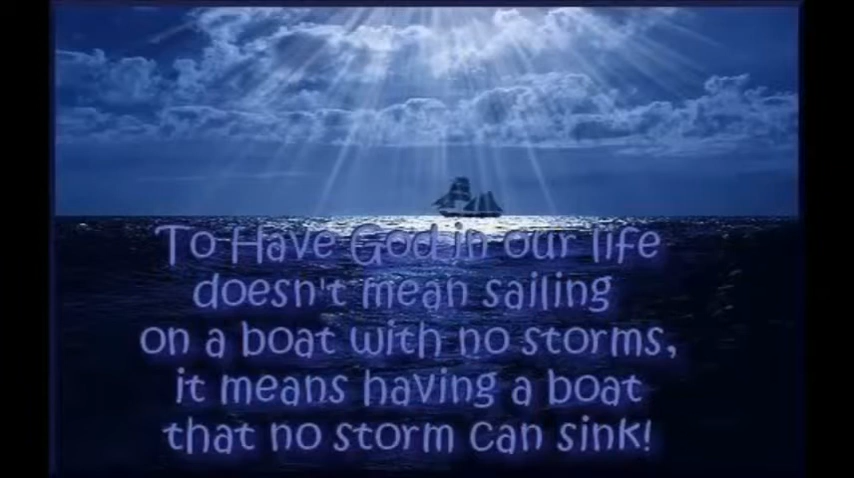 To Have God in our life
doesn't mean sailing
on a boat with no storms,
it means having a boat
that no storm can sink!